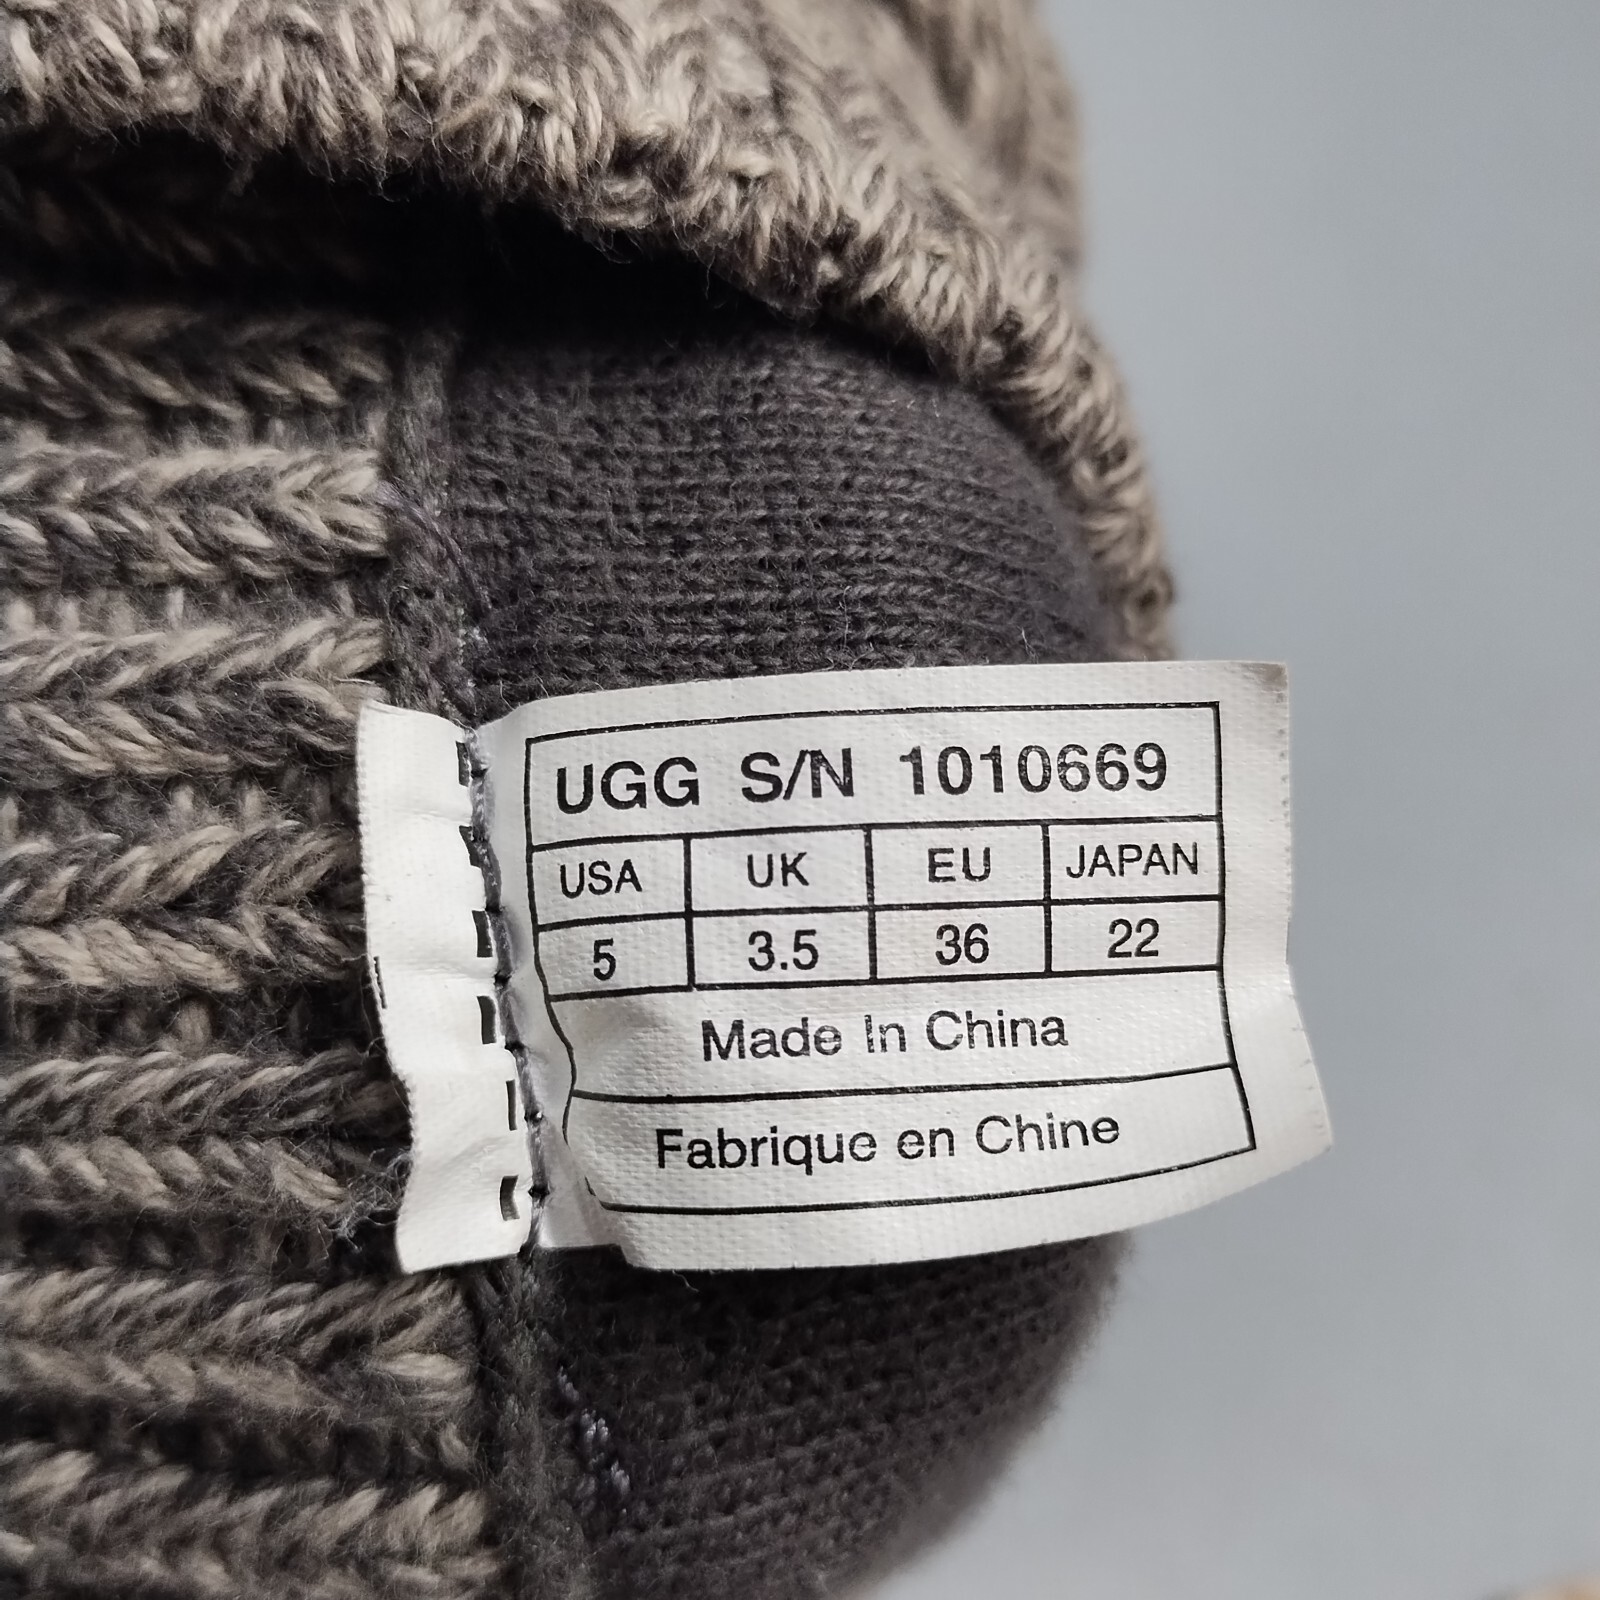 UGG S/N 1010669
USA UK EU JAPAN
5 3.5 36 22
Made In China
Fabrique en Chine